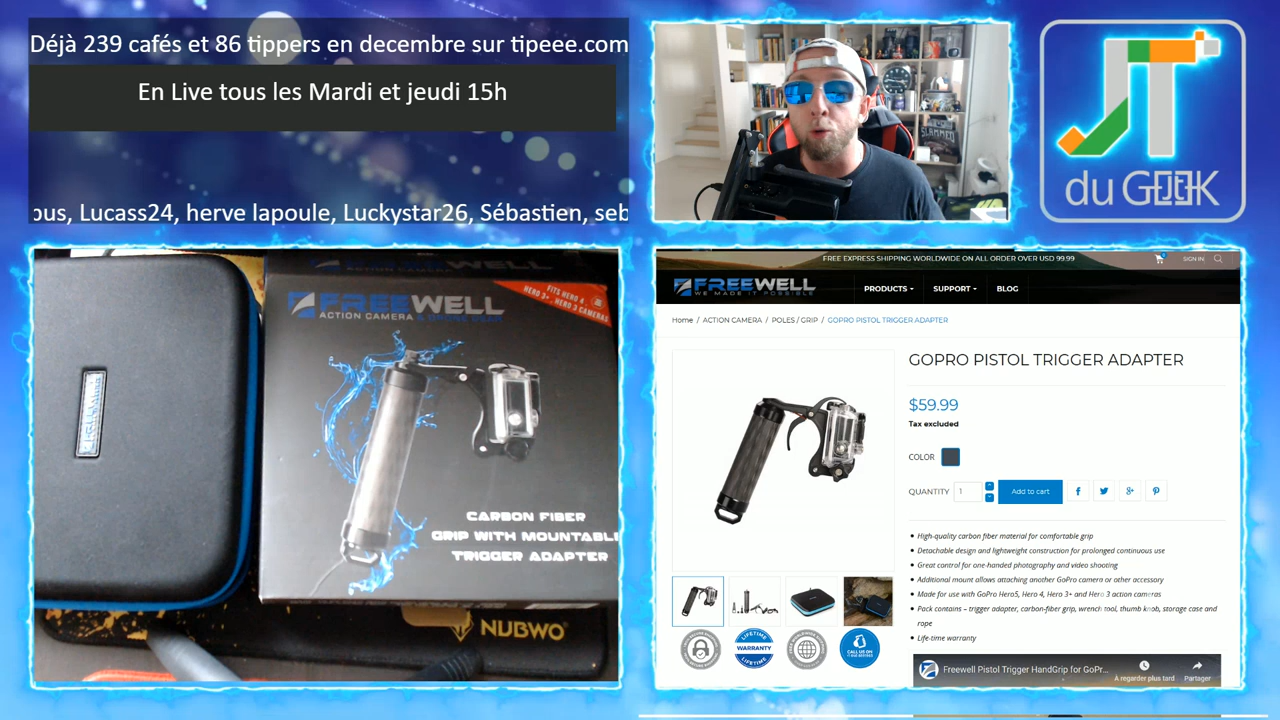 Déjà 239 cafés et 86 tippers en decembre sur tipeee.com
En Live tous les Mardi et jeudi 15h
ous, Lucass24, herve lapoule, Luckystar26, Sébastien, seb
SLAMMED
JT
du GEEK
FREEWELL
ACTION CAMERA & DRONE GEAR
FITS HERO 4,
HERO 3+ HERO 3 CAMERAS
CARBON FIBER
GRIP WITH MOUNTABL
TRIGGER ADAPTER
NUBWO
FREE EXPRESS SHIPPING WORLDWIDE ON ALL ORDER OVER USD 99.99
0
SIGN IN
FREEWELL
WE MADE IT POSSIBLE
PRODUCTS
SUPPORT
BLOG
Home / ACTION CAMERA / POLES / GRIP / GOPRO PISTOL TRIGGER ADAPTER
GOPRO PISTOL TRIGGER ADAPTER
$59.99
Tax excluded
COLOR
QUANTITY 1 Add to cart
High-quality carbon fiber material for comfortable grip
Detachable design and lightweight construction for prolonged continuous use
Great control for one-handed photography and video shooting
Additional mount allows attaching another GoPro camera or other accessory
Made for use with GoPro Hero5, Hero 4, Hero 3+ and Hero 3 action cameras
Pack contains – trigger adapter, carbon-fiber grip, wrench tool, thumb knob, storage case and
rope
Life-time warranty
LIFETIME
WARRANTY
LIFETIME
CALL US ON
Freewell Pistol Trigger HandGrip for GoPr...
À regarder plus tard
Partager